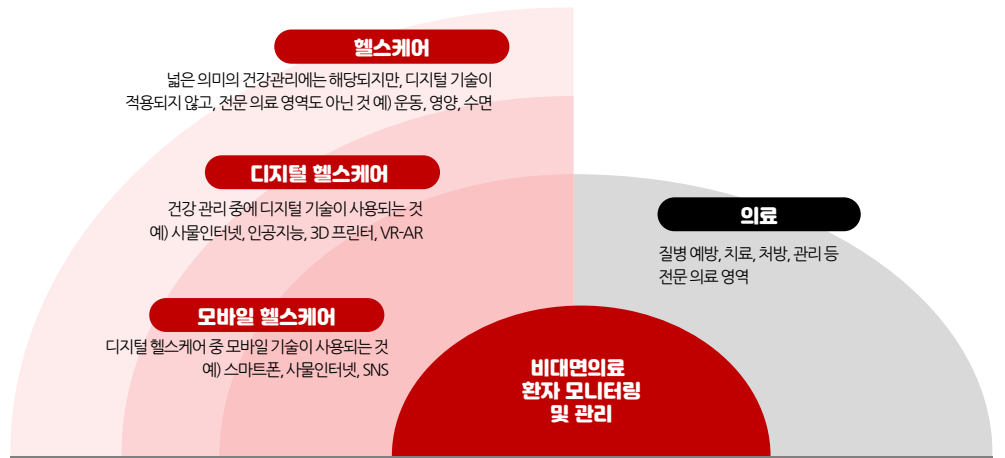 헬스케어
넓은 의미의 건강관리에는 해당되지만, 디지털 기술이
적용되지 않고, 전문 의료 영역도 아닌 것 예) 운동, 영양, 수면
디지털 헬스케어
건강 관리 중에 디지털 기술이 사용되는 것
예) 사물인터넷, 인공지능, 3D 프린터, VR-AR
의료
질병 예방, 치료, 처방, 관리 등
전문 의료 영역
모바일 헬스케어
디지털 헬스케어 중 모바일 기술이 사용되는 것
예) 스마트폰, 사물인터넷, SNS
비대면의료
환자 모니터링
및 관리